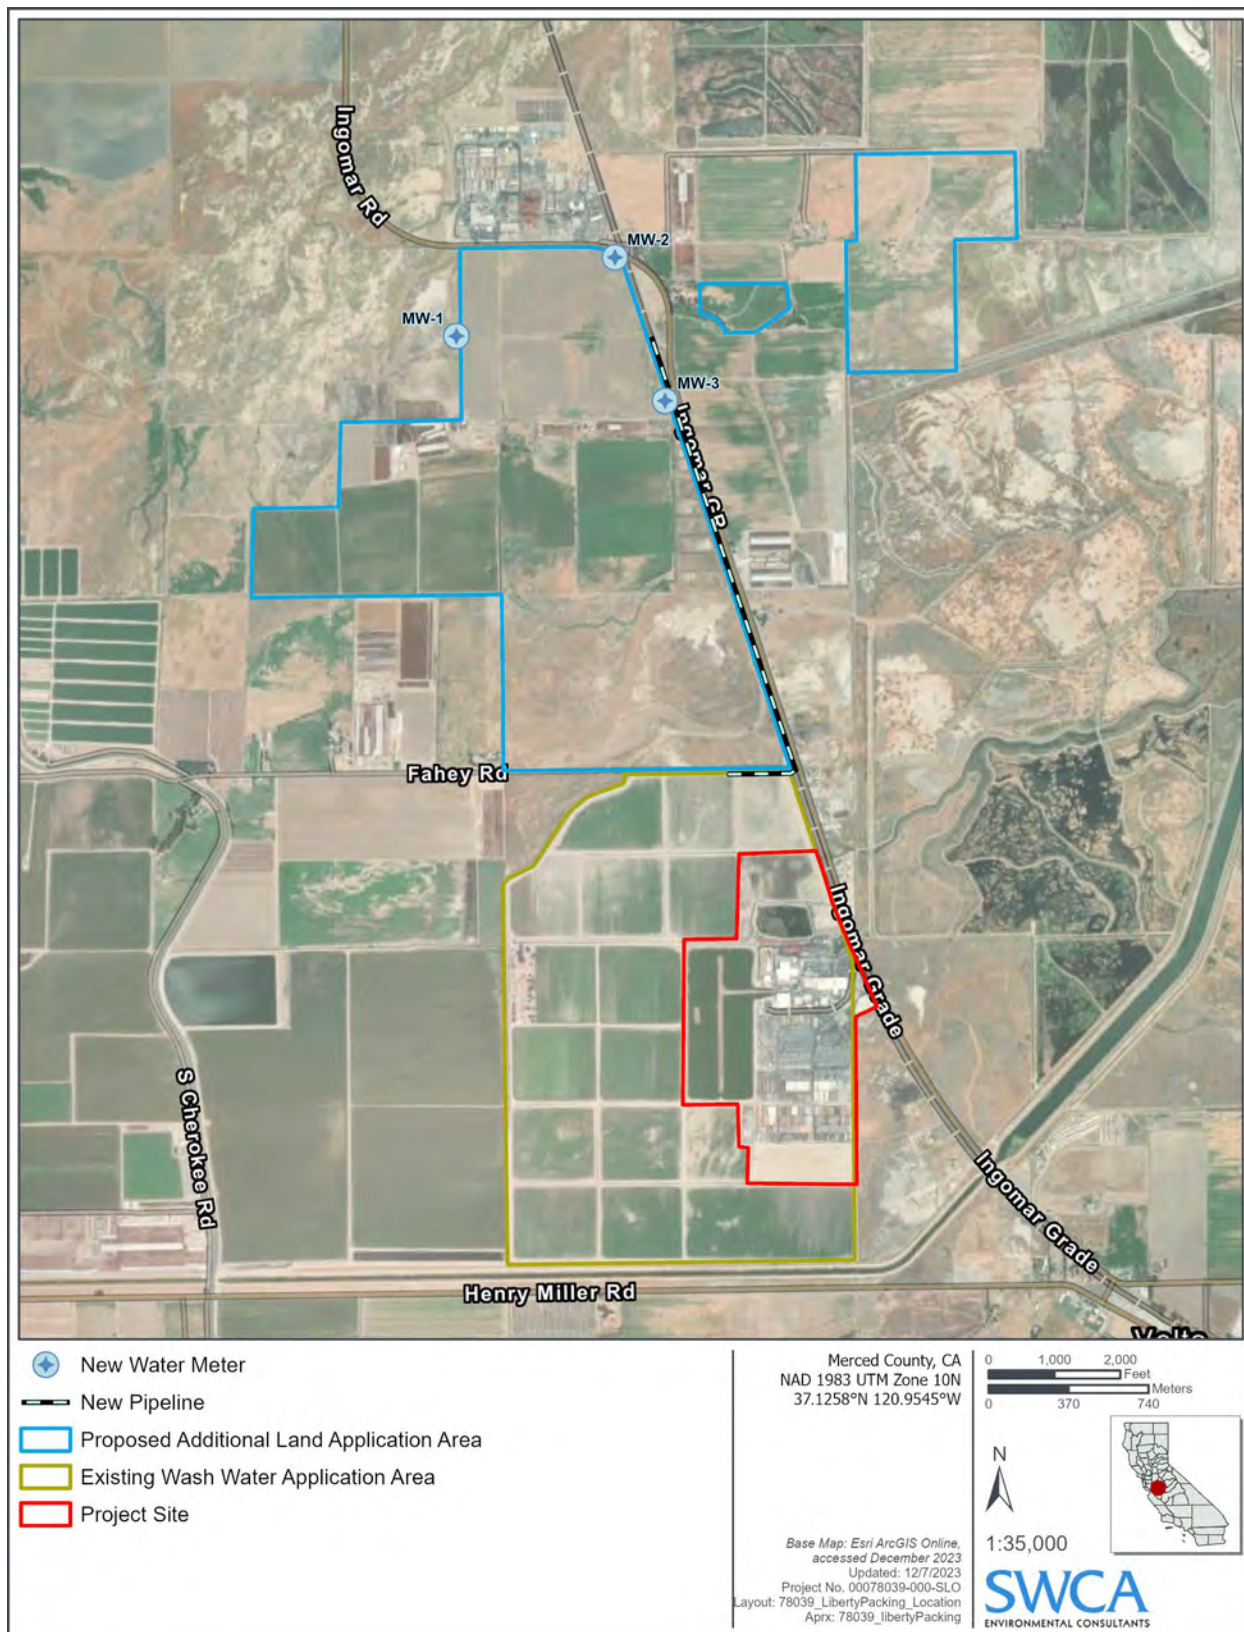 Ingomar Rd
MW-2
MW-1
MW-3
Ingomar GR
Fahey Rd
Ingomar Grade
S Cherokee Rd
Ingomar Grade
Henry Miller Rd
Volta
New Water Meter
New Pipeline
Proposed Additional Land Application Area
Existing Wash Water Application Area
Project Site
Merced County, CA
NAD 1983 UTM Zone 10N
37.1258°N 120.9545°W
Base Map: Esri ArcGIS Online,
accessed December 2023
Updated: 12/7/2023
Project No. 00078039-000-SLO
Layout: 78039_LibertyPacking_Location
Aprx: 78039_libertyPacking
0 1,000 2,000
Feet
Meters
0 370 740
N
1:35,000
SWCA
ENVIRONMENTAL CONSULTANTS